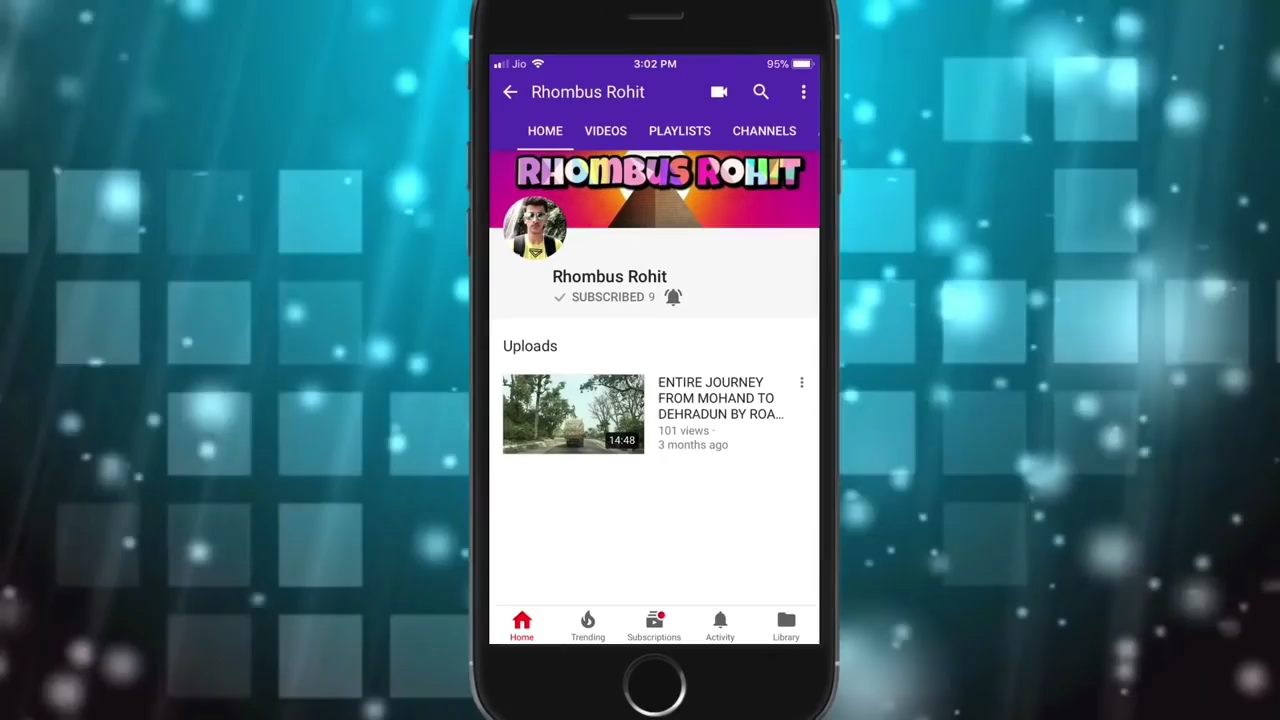 Jio 3:02 PM 95%
Rhombus Rohit
HOME VIDEOS PLAYLISTS CHANNELS
RHOMBUS ROHIT
Rhombus Rohit
SUBSCRIBED 9
Uploads
ENTIRE JOURNEY
FROM MOHAND TO
DEHRADUN BY ROA...
14:48
101 views ·
3 months ago
Home Trending Subscriptions Activity Library